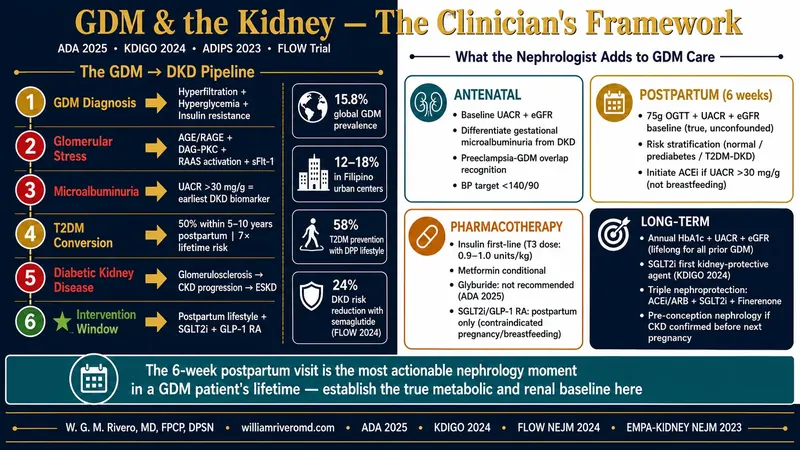 GDM & the Kidney — The Clinician's Framework
ADA 2025 • KDIGO 2024 • ADIPS 2023 • FLOW Trial
The GDM → DKD Pipeline
1
GDM Diagnosis
Hyperfiltration +
Hyperglycemia +
Insulin resistance
2
Glomerular
Stress
AGE/RAGE +
DAG-PKC +
RAAS activation + sFlt-1
3
Microalbuminuria
UACR >30 mg/g =
earliest DKD biomarker
4
T2DM
Conversion
50% within 5–10 years
postpartum | 7×
lifetime risk
5
Diabetic Kidney
Disease
Glomerulosclerosis →
CKD progression → ESKD
6
Intervention
Window
Postpartum lifestyle +
SGLT2i + GLP-1 RA
15.8%
global GDM
prevalence
12–18%
in Filipino
urban centers
58%
T2DM prevention
with DPP lifestyle
24%
DKD risk
reduction with
semaglutide
(FLOW 2024)
What the Nephrologist Adds to GDM Care
ANTENATAL
• Baseline UACR + eGFR
• Differentiate gestational
microalbuminuria from DKD
• Preeclampsia-GDM overlap
recognition
• BP target <140/90
POSTPARTUM (6 weeks)
• 75g OGTT + UACR + eGFR
baseline (true, unconfounded)
• Risk stratification (normal /
prediabetes / T2DM-DKD)
• Initiate ACEi if UACR >30 mg/g
(not breastfeeding)
PHARMACOTHERAPY
• Insulin first-line (T3 dose:
0.9–1.0 units/kg)
• Metformin conditional
• Glyburide: not recommended
(ADA 2025)
• SGLT2i/GLP-1 RA: postpartum
only (contraindicated
pregnancy/breastfeeding)
LONG-TERM
• Annual HbA1c + UACR + eGFR
(lifelong for all prior GDM)
• SGLT2i first kidney-protective
agent (KDIGO 2024)
• Triple nephroprotection:
ACEi/ARB + SGLT2i + Finerenone
• Pre-conception nephrology if
CKD confirmed before next
pregnancy
The 6-week postpartum visit is the most actionable nephrology moment
in a GDM patient's lifetime — establish the true metabolic and renal baseline here
W. G. M. Rivero, MD, FPCP, DPSN • williamriveromd.com • ADA 2025 • KDIGO 2024 • FLOW NEJM 2024 • EMPA-KIDNEY NEJM 2023